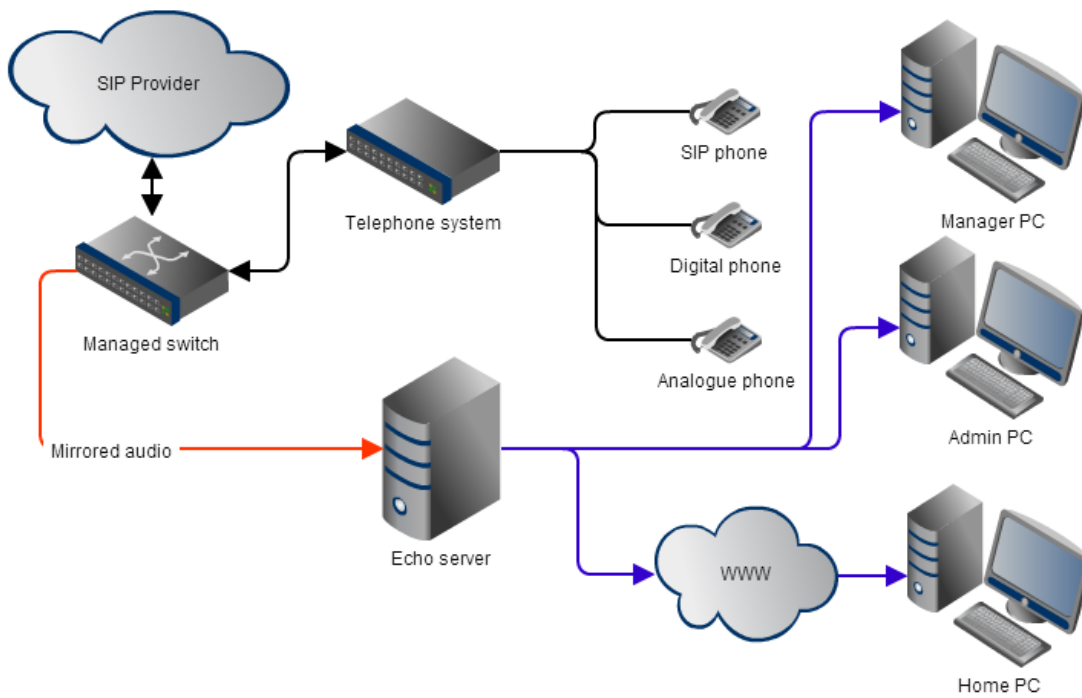 SIP Provider
SIP phone
Telephone system
Manager PC
Digital phone
Managed switch
Analogue phone
Admin PC
Mirrored audio
Echo server
WWW
Home PC